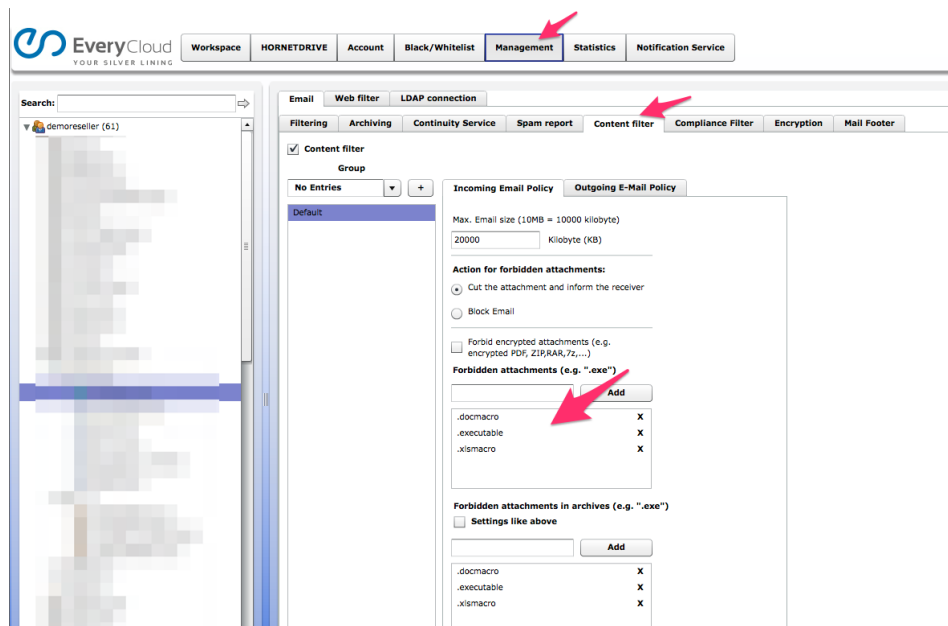 EveryCloud
YOUR SILVER LINING
Workspace HORNETDRIVE Account Black/Whitelist Management Statistics Notification Service
Search:
demoreseller (61)
Email Web filter LDAP connection
Filtering Archiving Continuity Service Spam report Content filter Compliance Filter Encryption Mail Footer
Content filter
Group
No Entries +
Default
Incoming Email Policy Outgoing E-Mail Policy
Max. Email size (10MB = 10000 kilobyte)
20000 Kilobyte (KB)
Action for forbidden attachments:
Cut the attachment and inform the receiver
Block Email
Forbid encrypted attachments (e.g.
encrypted PDF, ZIP,RAR,7z,...)
Forbidden attachments (e.g. ".exe")
Add
.docmacro X
.executable X
.xlsmacro X
Forbidden attachments in archives (e.g. ".exe")
Settings like above
Add
.docmacro X
.executable X
.xlsmacro X